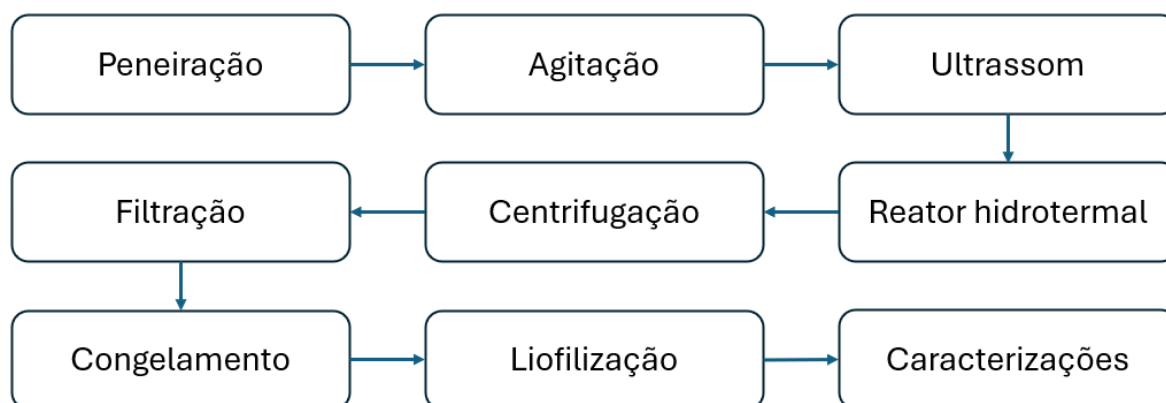 Peneiração
Agitação
Ultrassom
Reator hidrotermal
Centrifugação
Filtração
Congelamento
Liofilização
Caracterizações